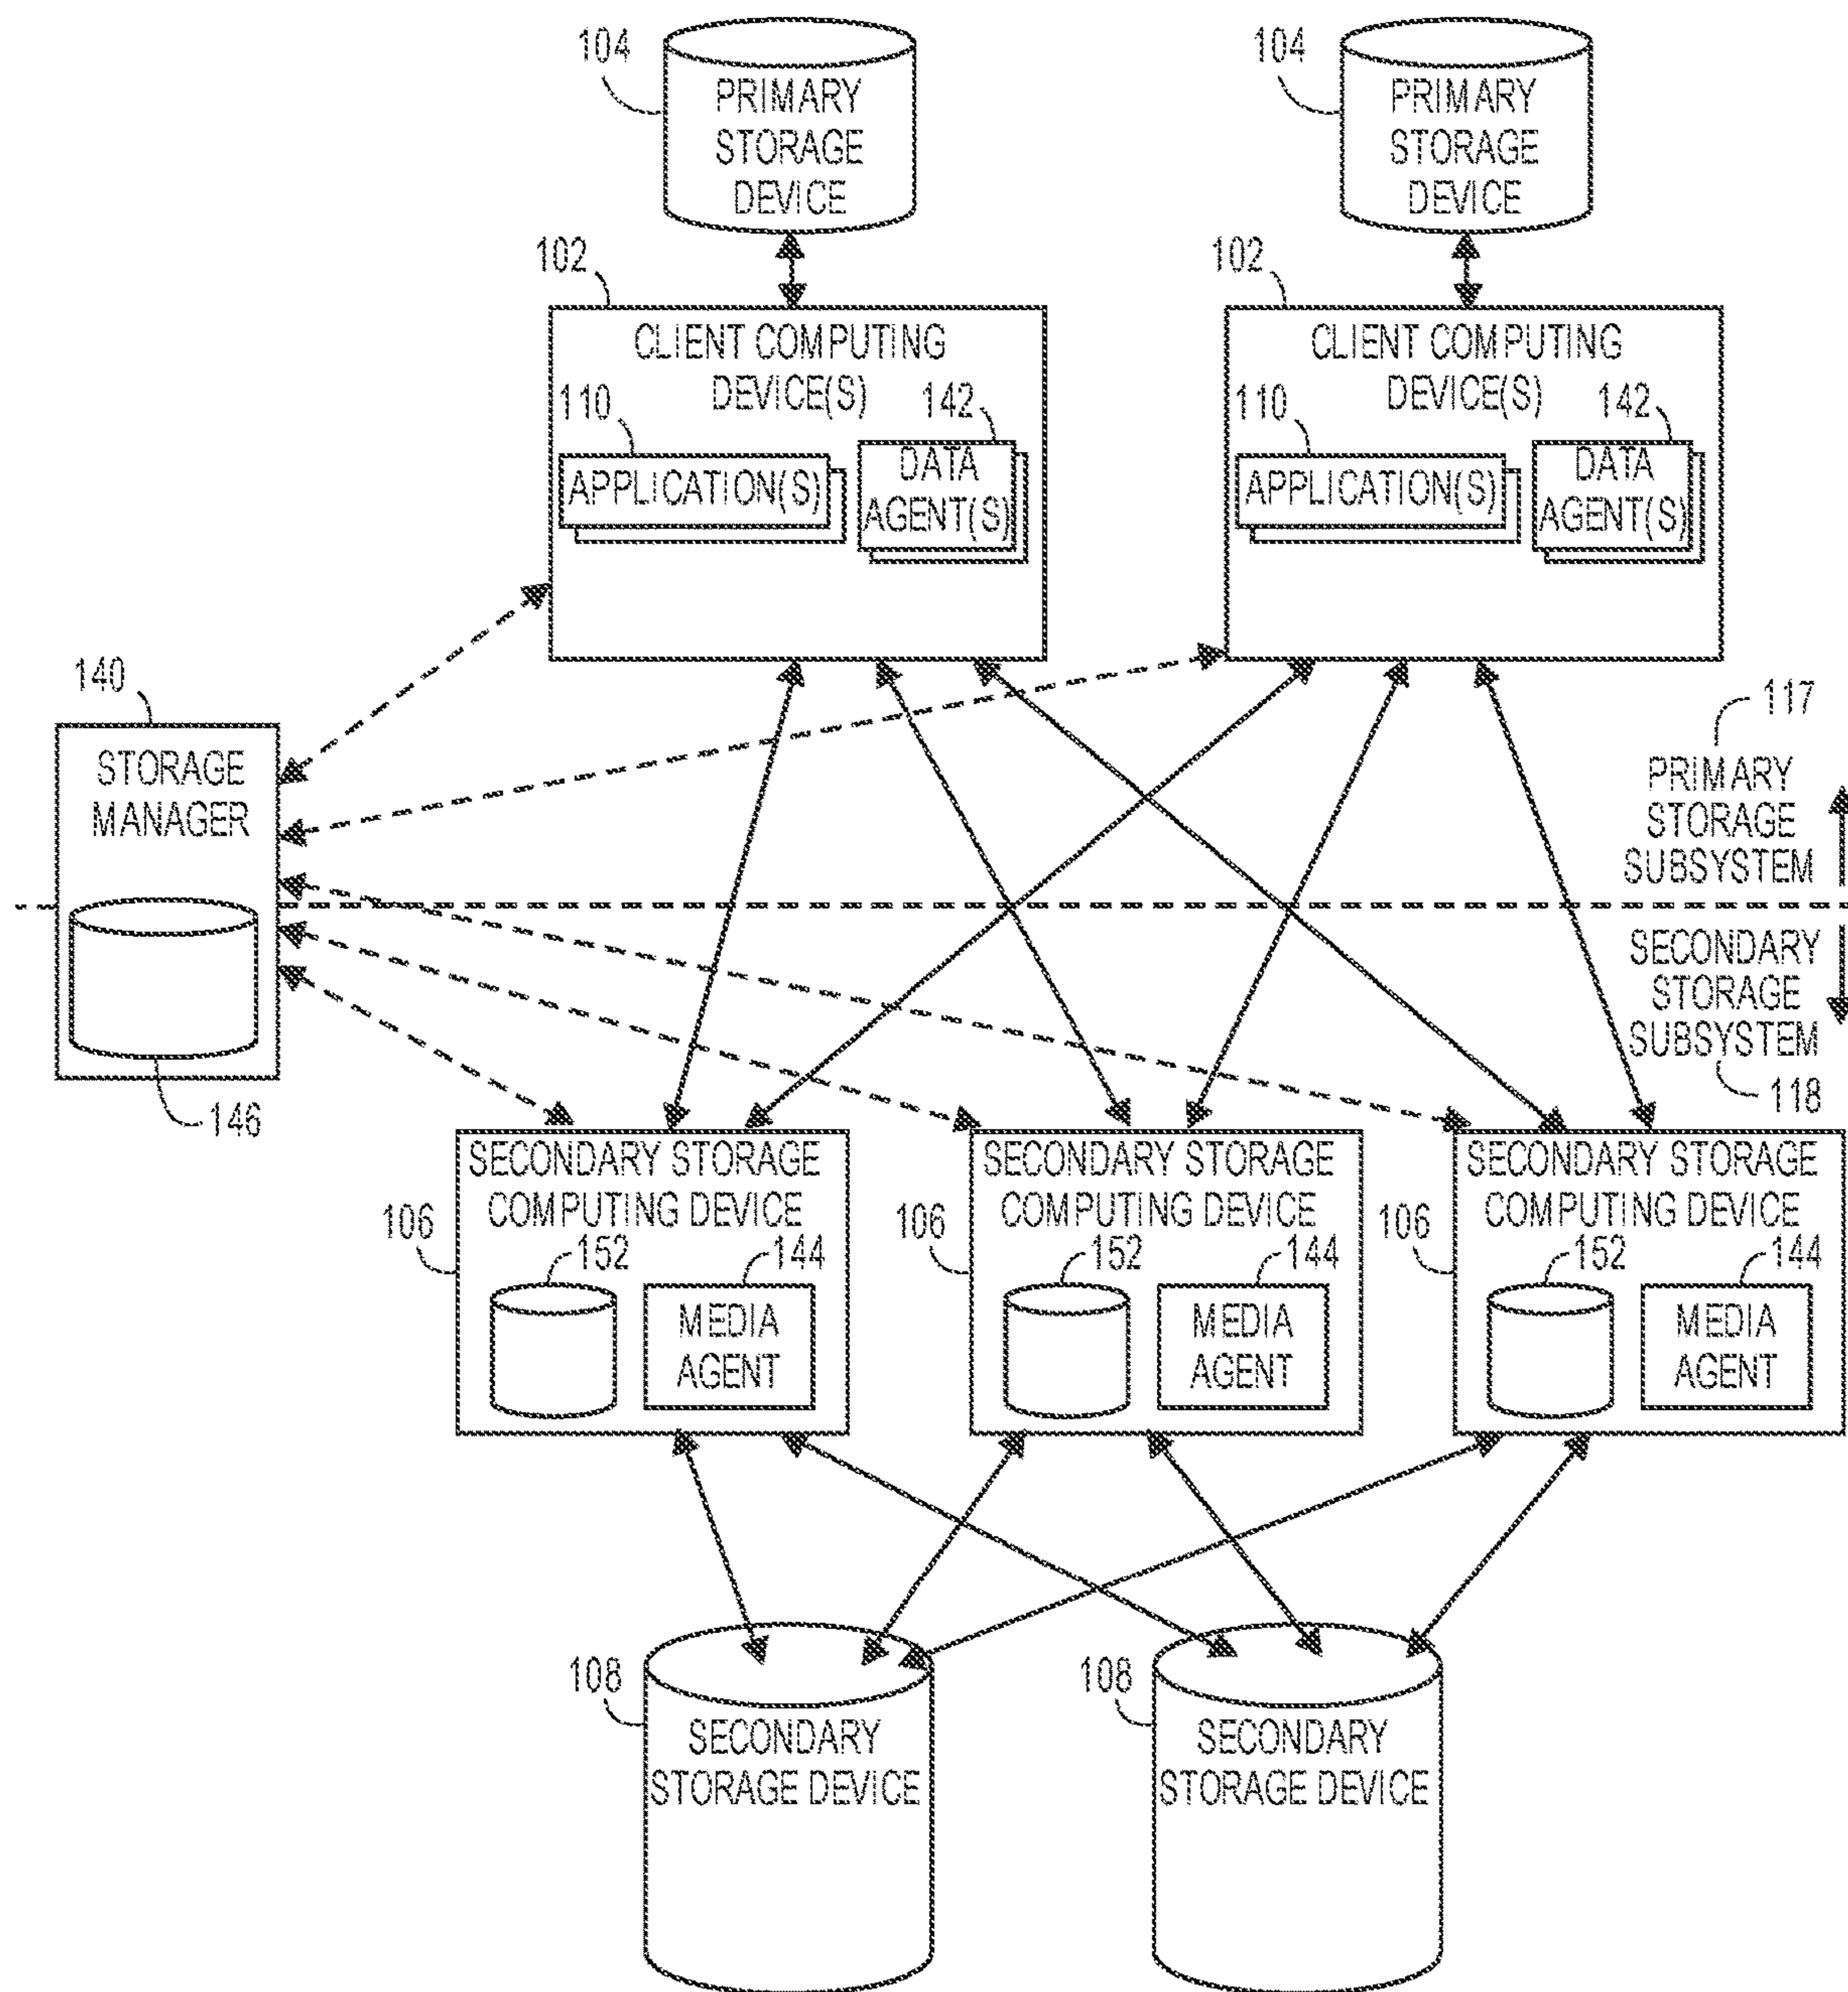 104
104
PRIMARY
STORAGE
DEVICE
PRIMARY
STORAGE
DEVICE
102
102
CLIENT COMPUTING
DEVICE(S)
110
142
APPLICATION(S)
DATA
AGENT(S)
CLIENT COMPUTING
DEVICE(S)
110
142
APPLICATION(S)
DATA
AGENT(S)
140
STORAGE
MANAGER
146
117
PRIMARY
STORAGE
SUBSYSTEM
SECONDARY
STORAGE
SUBSYSTEM
118
106
SECONDARY STORAGE
COMPUTING DEVICE
152
144
MEDIA
AGENT
106
SECONDARY STORAGE
COMPUTING DEVICE
152
144
MEDIA
AGENT
106
SECONDARY STORAGE
COMPUTING DEVICE
152
144
MEDIA
AGENT
108
SECONDARY
STORAGE DEVICE
108
SECONDARY
STORAGE DEVICE